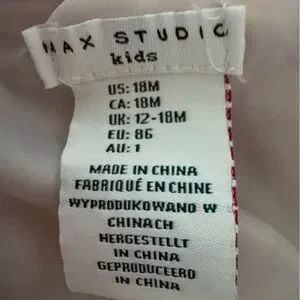 MAX STUDIO
kids
US: 18M
CA: 18M
UK: 12-18M
EU: 86
AU: 1
MADE IN CHINA
FABRIQUÉ EN CHINE
WYPRODUKOWANO W
CHINACH
HERGESTELLT
IN CHINA
GEPRODUCEERD
IN CHINA